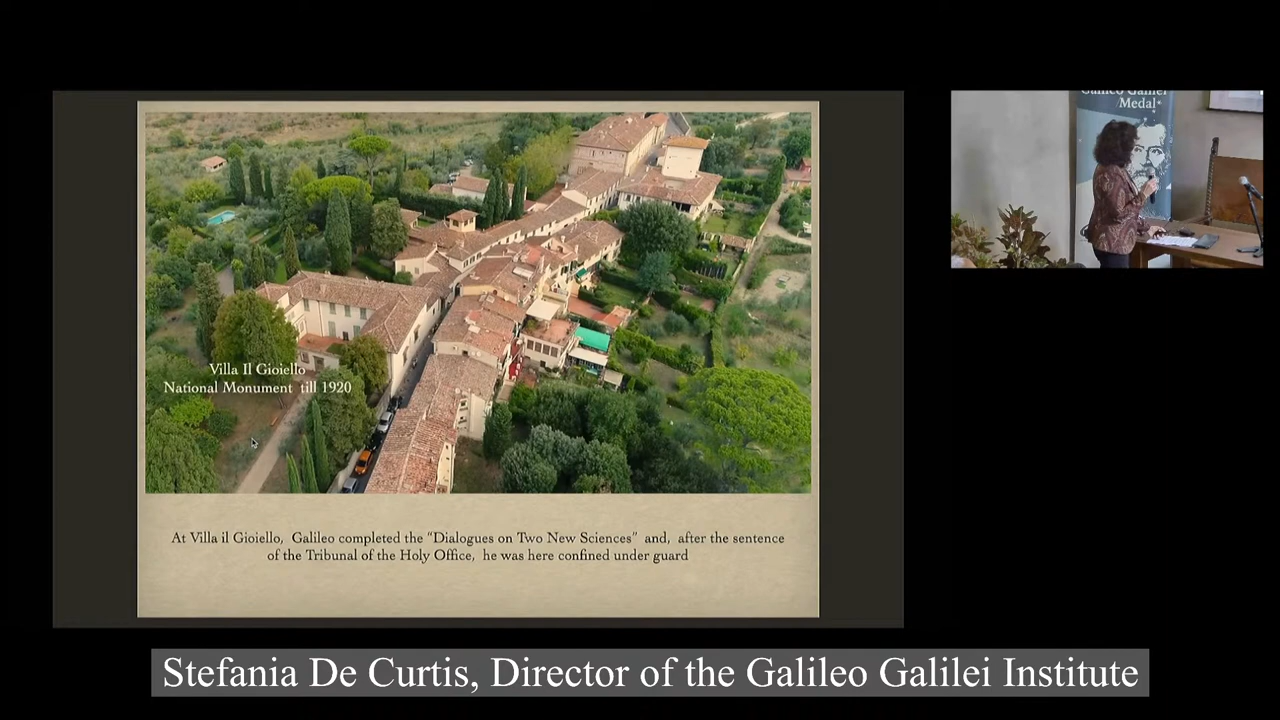 Galileo Galilei
Medal*
Villa Il Gioiello
National Monument till 1920
At Villa il Gioiello, Galileo completed the “Dialogues on Two New Sciences” and, after the sentence
of the Tribunal of the Holy Office, he was here confined under guard
Stefania De Curtis, Director of the Galileo Galilei Institute